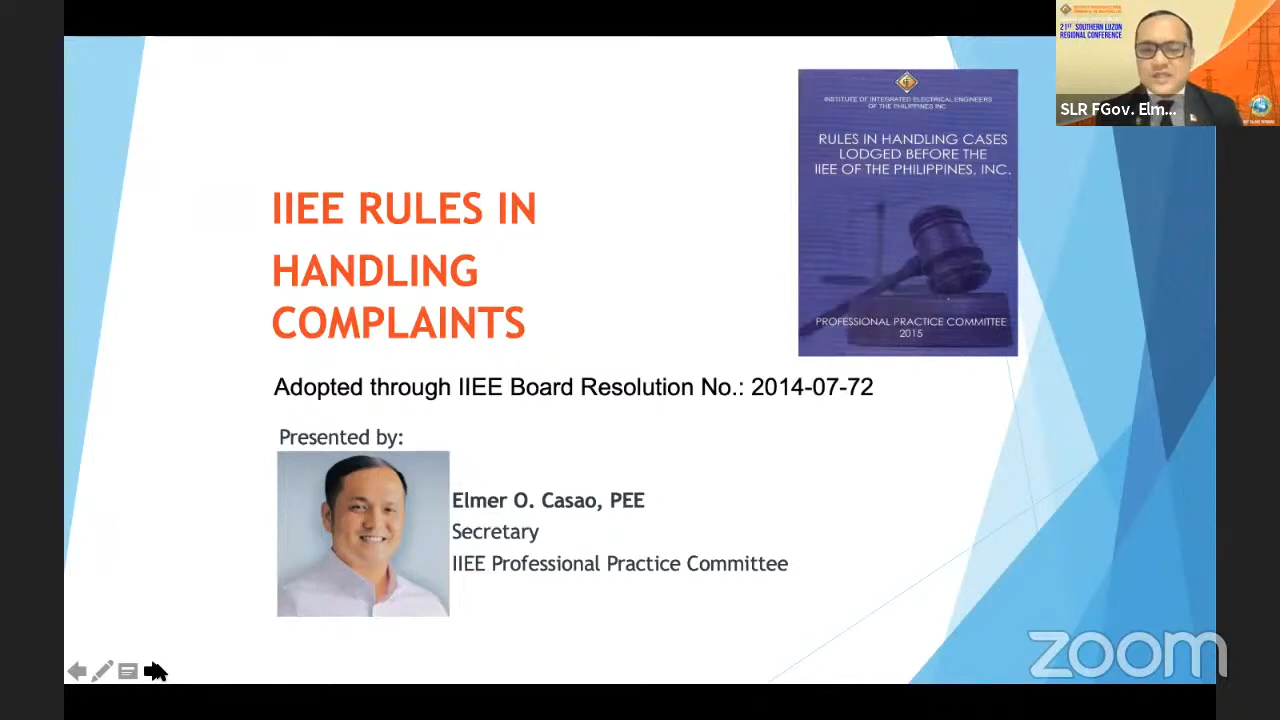 21ST SOUTHERN LUZON
REGIONAL CONFERENCE
SLR FGov. Elm...
INSTITUTE OF INTEGRATED ELECTRICAL ENGINEERS
OF THE PHILIPPINES INC
RULES IN HANDLING CASES
LODGED BEFORE THE
IIEE OF THE PHILIPPINES, INC.
PROFESSIONAL PRACTICE COMMITTEE
2015
IIEE RULES IN
HANDLING
COMPLAINTS
Adopted through IIEE Board Resolution No.: 2014-07-72
Presented by:
Elmer O. Casao, PEE
Secretary
IIEE Professional Practice Committee
zoom